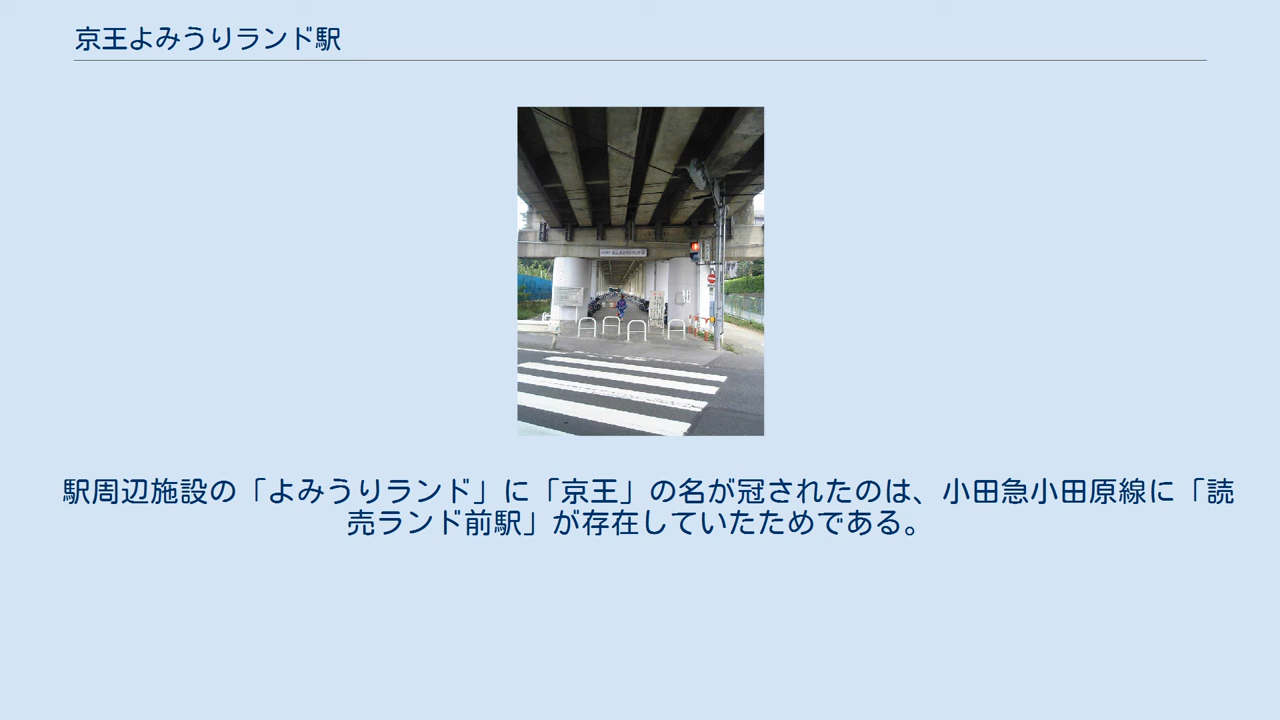 京王よみうりランド駅
駅周辺施設の「よみうりランド」に「京王」の名が冠されたのは、小田急小田原線に「読
売ランド前駅」が存在していたためである。